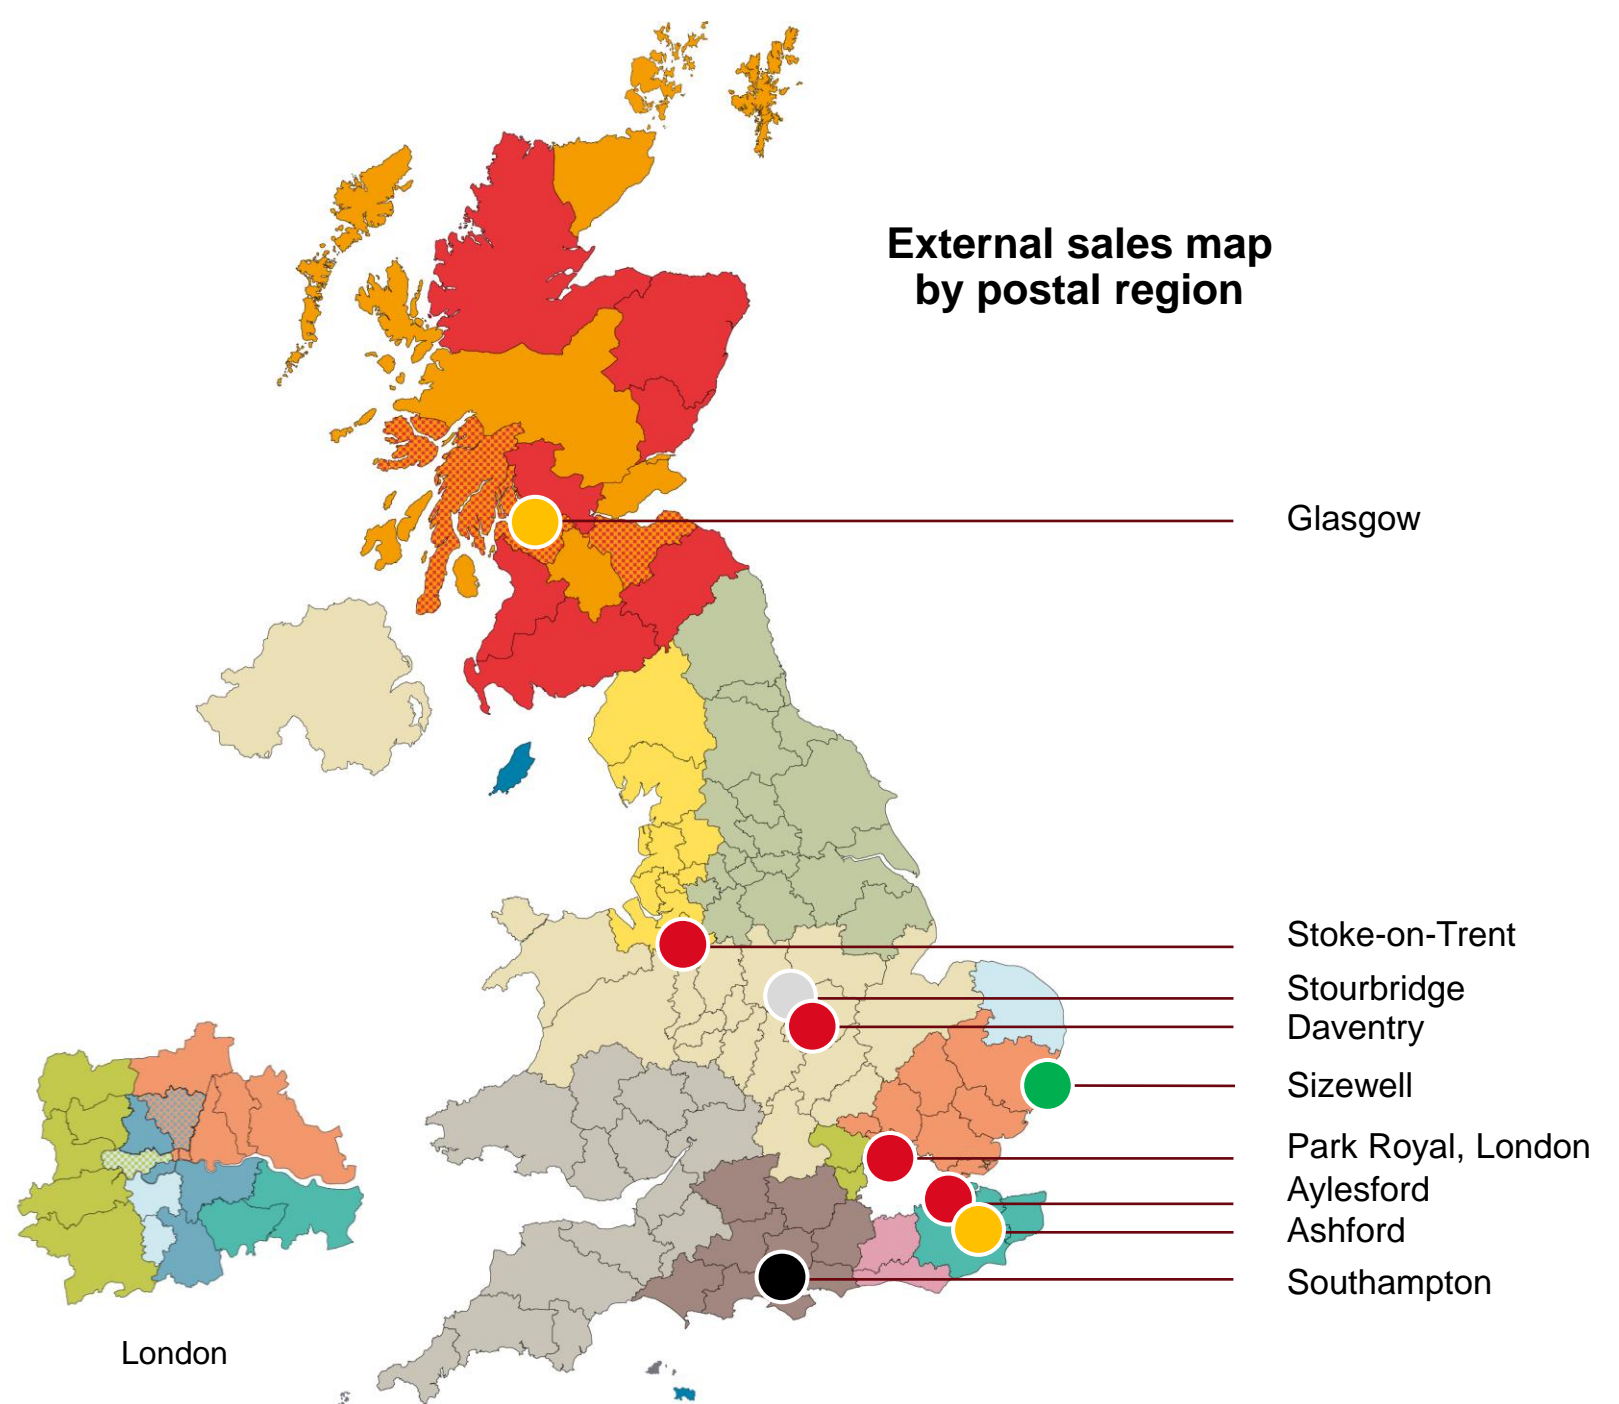 External sales map
by postal region
Glasgow
Stoke-on-Trent
Stourbridge
Daventry
Sizewell
Park Royal, London
Aylesford
Ashford
Southampton
London